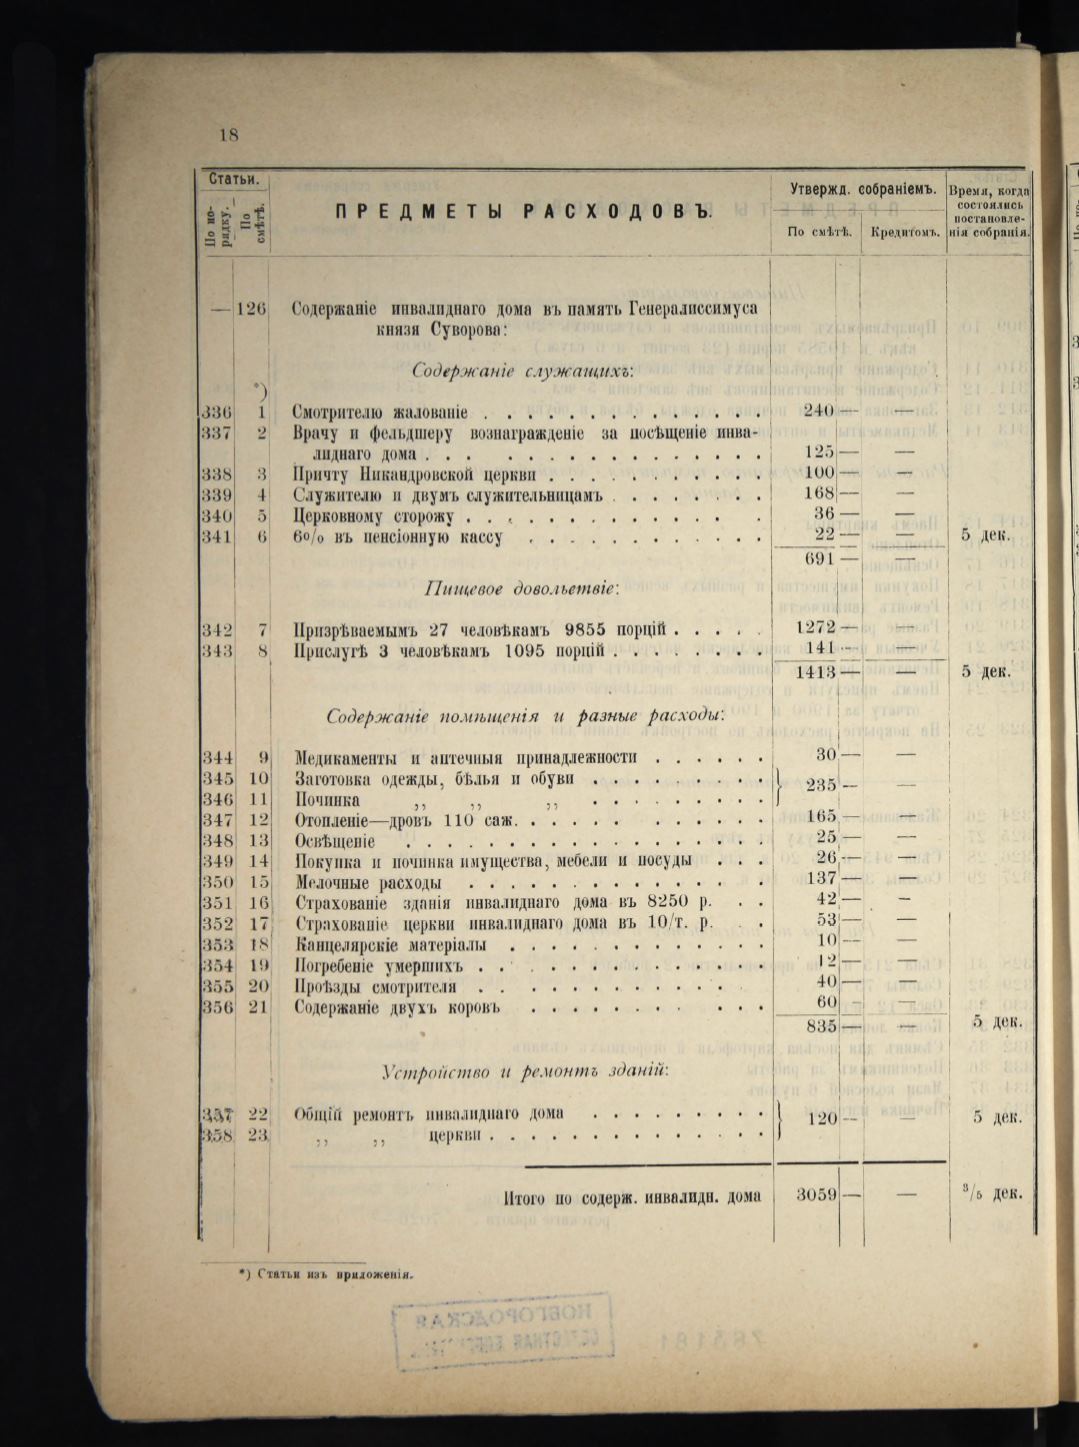 18
Статьи.
По по-
рядку.
По
смѣтѣ.
ПРЕДМЕТЫ РАСХОДОВЪ.
Утвержд. собраніемъ.
По смѣтѣ.
Кредитомъ.
Время, когда
состоялись
постановле-
нія собранія.
— 126 Содержаніе инвалиднаго дома въ память Генералиссимуса
князя Суворова:
Содержаніе служащихъ:
*)
336 1 Смотрителю жалованіе . . . . . . . . . . . . . 240 — —
337 2 Врачу и фельдшеру вознагражденіе за посѣщеніе инва-
лиднаго дома . . . . . . . . . . . . . . 125 — —
338 3 Причту Никандровской церкви . . . . . . . . . . 100 — —
339 4 Служителю и двумъ служительницамъ . . . . . . . 168 — —
340 5 Церковному сторожу . . . . . . . . . . . . . 36 — —
341 6 6% въ пенсіонную кассу . . . . . . . . . . . 22 — — 5 дек.
691 — —
Пищевое довольствіе:
342 7 Призрѣваемымъ 27 человѣкамъ 9855 порцій . . . . . 1272 — —
343 8 Прислугѣ 3 человѣкамъ 1095 порцій . . . . . . . . 141 — —
1413 — — 5 дек.
Содержаніе помѣщенія и разные расходы:
344 9 Медикаменты и аптечныя принадлежности . . . . . . 30 — —
345 10 Заготовка одежды, бѣлья и обуви . . . . . . . . . } 235 — —
346 11 Починка ,, ,, ,, . . . . . . . . .
347 12 Отопленіе—дровъ 110 саж. . . . . . . . . . . . 165 — —
348 13 Освѣщеніе . . . . . . . . . . . . . . . . . 25 — —
349 14 Покупка и починка имущества, мебели и посуды . . . 26 — —
350 15 Мелочные расходы . . . . . . . . . . . . . 137 — —
351 16 Страхованіе зданія инвалиднаго дома въ 8250 р. . . 42 — —
352 17 Страхованіе церкви инвалиднаго дома въ 10/т. р. . . 53 — —
353 18 Канцелярскіе матеріалы . . . . . . . . . . . . 10 — —
354 19 Погребеніе умершихъ . . . . . . . . . . . . . 12 — —
355 20 Проѣзды смотрителя . . . . . . . . . . . 40 — —
356 21 Содержаніе двухъ коровъ . . . . . . . . . . . 60 — —
835 — — 5 дек.
Устройство и ремонтъ зданій:
357 22 Общій ремонтъ инвалиднаго дома . . . . . . . . . } 120 — 5 дек.
358 23 ,, ,, церкви . . . . . . . . . . . . . .
Итого по содерж. инвалидн. дома 3059 — — 3/5 дек.
*) Статьи изъ приложенія.